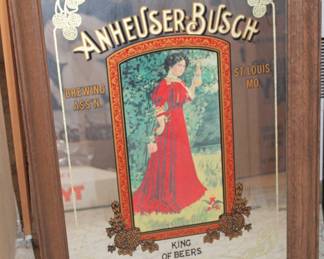 ANHEUSER-BUSCH
BREWING
ASS'N.
ST. LOUIS
MO.
KING
OF BEERS